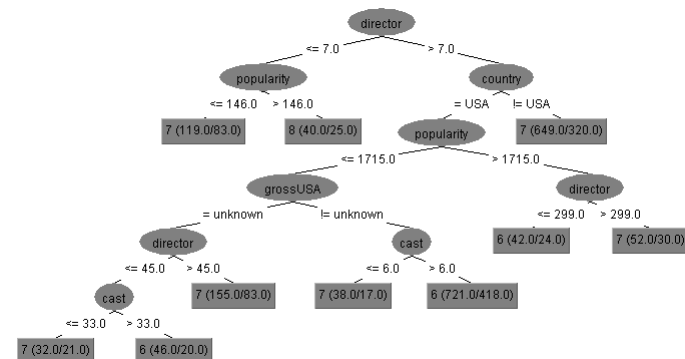 director
<= 7.0 > 7.0
popularity country
<= 146.0 > 146.0 = USA != USA
7 (119.0/83.0) 8 (40.0/25.0) popularity 7 (649.0/320.0)
<= 1715.0 > 1715.0
grossUSA director
= unknown != unknown <= 299.0 > 299.0
director cast 6 (42.0/24.0) 7 (52.0/30.0)
<= 45.0 > 45.0 <= 6.0 > 6.0
cast 7 (155.0/83.0) 7 (38.0/17.0) 6 (721.0/418.0)
<= 33.0 > 33.0
7 (32.0/21.0) 6 (46.0/20.0)